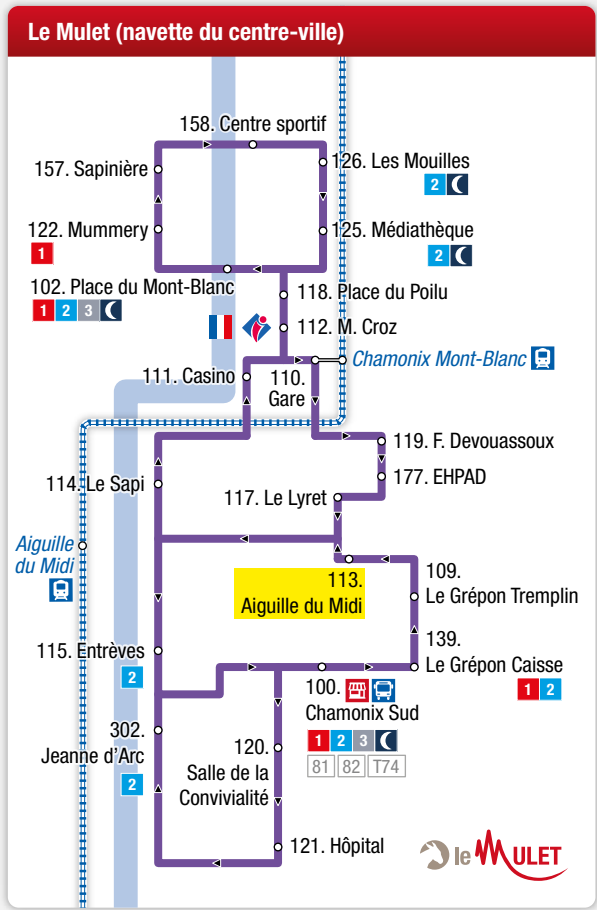 Le Mulet (navette du centre-ville)
158. Centre sportif
157. Sapinière
126. Les Mouilles
2
122. Mummery
1
125. Médiathèque
2
102. Place du Mont-Blanc
1 2 3
118. Place du Poilu
112. M. Croz
Chamonix Mont-Blanc
111. Casino
110.
Gare
119. F. Devouassoux
114. Le Sapi
177. EHPAD
117. Le Lyret
Aiguille
du Midi
113.
Aiguille du Midi
109.
Le Grépon Tremplin
115. Entrèves
2
139.
Le Grépon Caisse
1 2
100.
Chamonix Sud
1 2 3
81 82 T74
302.
Jeanne d'Arc
2
120.
Salle de la
Convivialité
121. Hôpital
le MULET